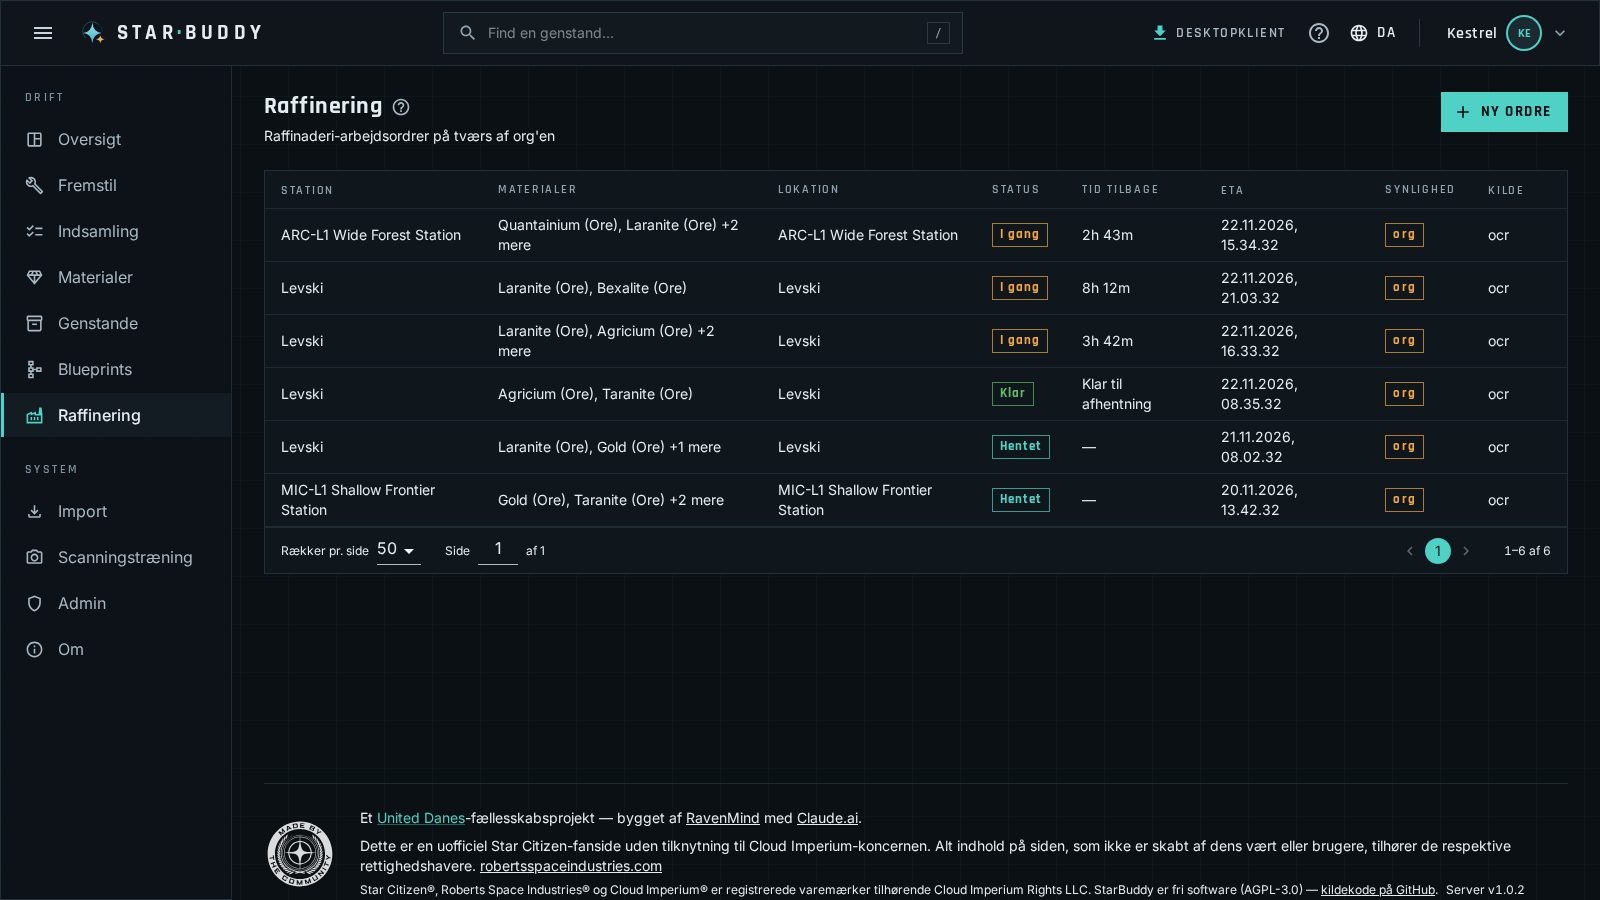 STAR·BUDDY
Find en genstand...
/
DESKTOPKLIENT
DA
Kestrel
KE
DRIFT
Oversigt
Fremstil
Indsamling
Materialer
Genstande
Blueprints
Raffinering
SYSTEM
Import
Scanningstræning
Admin
Om
Raffinering
Raffinaderi-arbejdsordrer på tværs af org'en
NY ORDRE
STATION MATERIALER LOKATION STATUS TID TILBAGE ETA SYNLIGHED KILDE
ARC-L1 Wide Forest Station Quantainium (Ore), Laranite (Ore) +2 mere ARC-L1 Wide Forest Station I gang 2h 43m 22.11.2026, 15.34.32 org ocr
Levski Laranite (Ore), Bexalite (Ore) Levski I gang 8h 12m 22.11.2026, 21.03.32 org ocr
Levski Laranite (Ore), Agricium (Ore) +2 mere Levski I gang 3h 42m 22.11.2026, 16.33.32 org ocr
Levski Agricium (Ore), Taranite (Ore) Levski Klar Klar til afhentning 22.11.2026, 08.35.32 org ocr
Levski Laranite (Ore), Gold (Ore) +1 mere Levski Hentet — 21.11.2026, 08.02.32 org ocr
MIC-L1 Shallow Frontier Station Gold (Ore), Taranite (Ore) +2 mere MIC-L1 Shallow Frontier Station Hentet — 20.11.2026, 13.42.32 org ocr
Rækker pr. side 50 Side 1 af 1 1 1–6 af 6
MADE BY THE COMMUNITY
Et United Danes-fællesskabsprojekt — bygget af RavenMind med Claude.ai.
Dette er en uofficiel Star Citizen-fanside uden tilknytning til Cloud Imperium-koncernen. Alt indhold på siden, som ikke er skabt af dens vært eller brugere, tilhører de respektive
rettighedshavere. robertsspaceindustries.com
Star Citizen®, Roberts Space Industries® og Cloud Imperium® er registrerede varemærker tilhørende Cloud Imperium Rights LLC. StarBuddy er fri software (AGPL-3.0) — kildekode på GitHub. Server v1.0.2